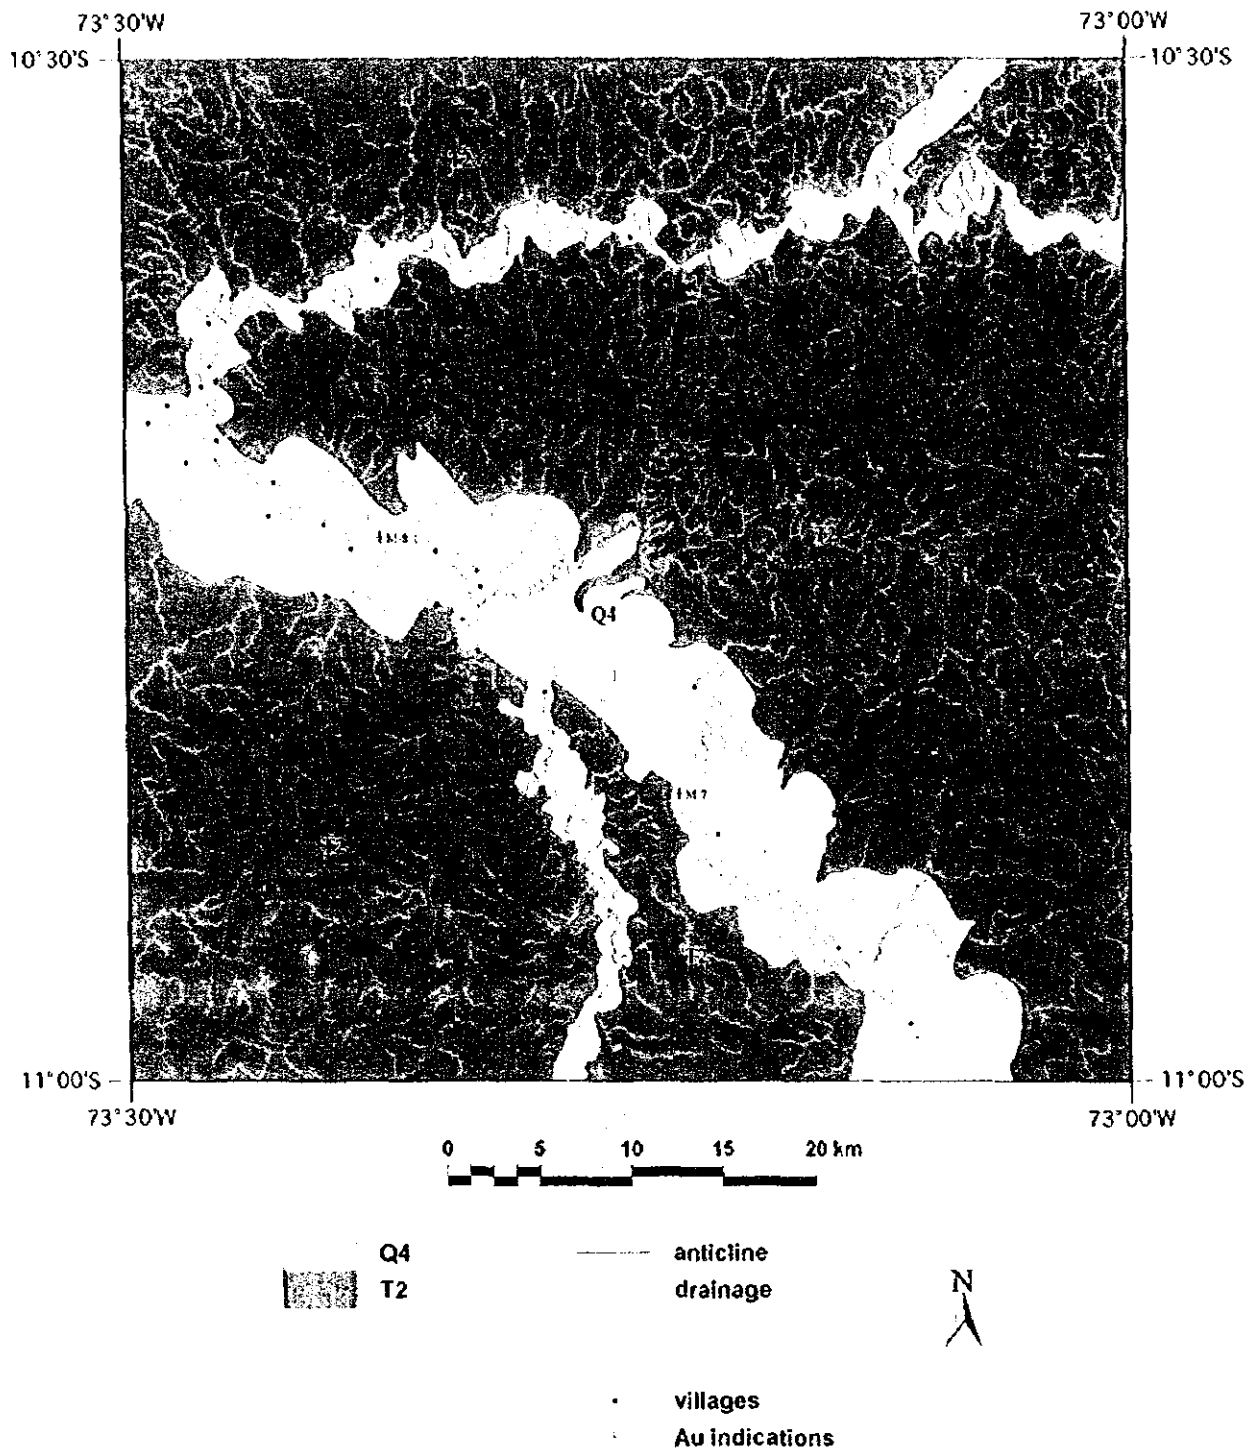 73°30'W 73°00'W
10°30'S 10°30'S
Q4
11°00'S 11°00'S
73°30'W 73°00'W
0 5 10 15 20 km
Q4 anticline
T2 drainage
N
villages
Au indications